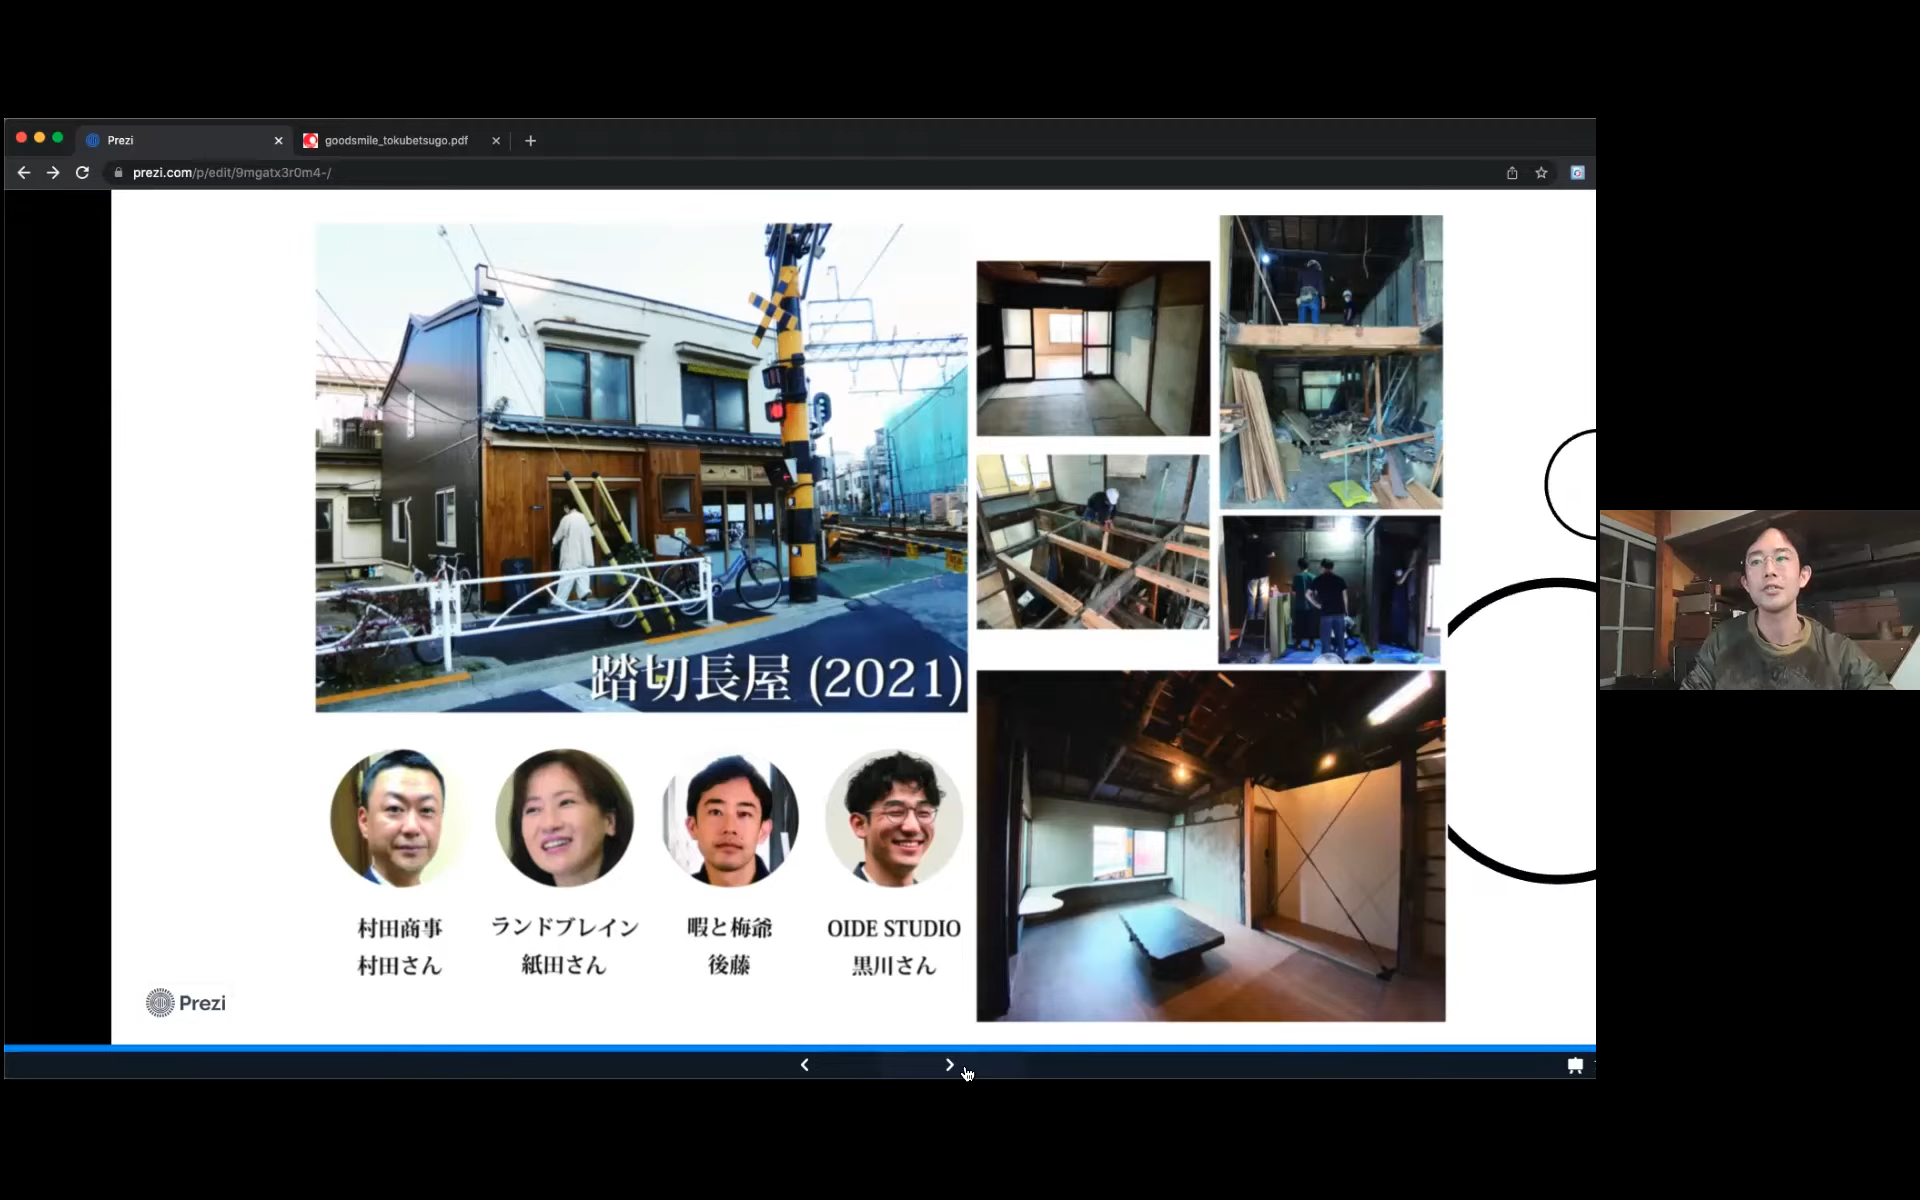 Prezi
goodsmile_tokubetsugo.pdf
prezi.com/p/edit/9mgatx3r0m4-/
踏切長屋 (2021)
村田商事
村田さん
ランドブレイン
紙田さん
暇と梅爺
後藤
OIDE STUDIO
黒川さん
Prezi